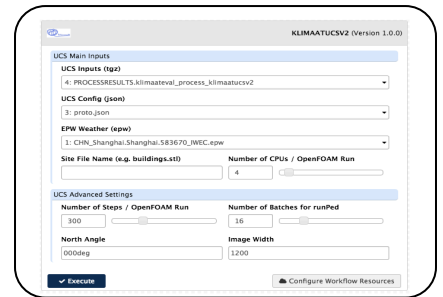 KLIMAATUCSV2 (Version 1.0.0)
UCS Main Inputs
UCS Inputs (tgz)
4: PROCESSRESULTS.klimaateval_process_klimaatucsv2
UCS Config (json)
3: proto.json
EPW Weather (epw)
1: CHN_Shanghai.Shanghai.583670_IWEC.epw
Site File Name (e.g. buildings.stl) Number of CPUs / OpenFOAM Run
4
UCS Advanced Settings
Number of Steps / OpenFOAM Run Number of Batches for runPed
300 16
North Angle Image Width
000deg 1200
Execute Configure Workflow Resources